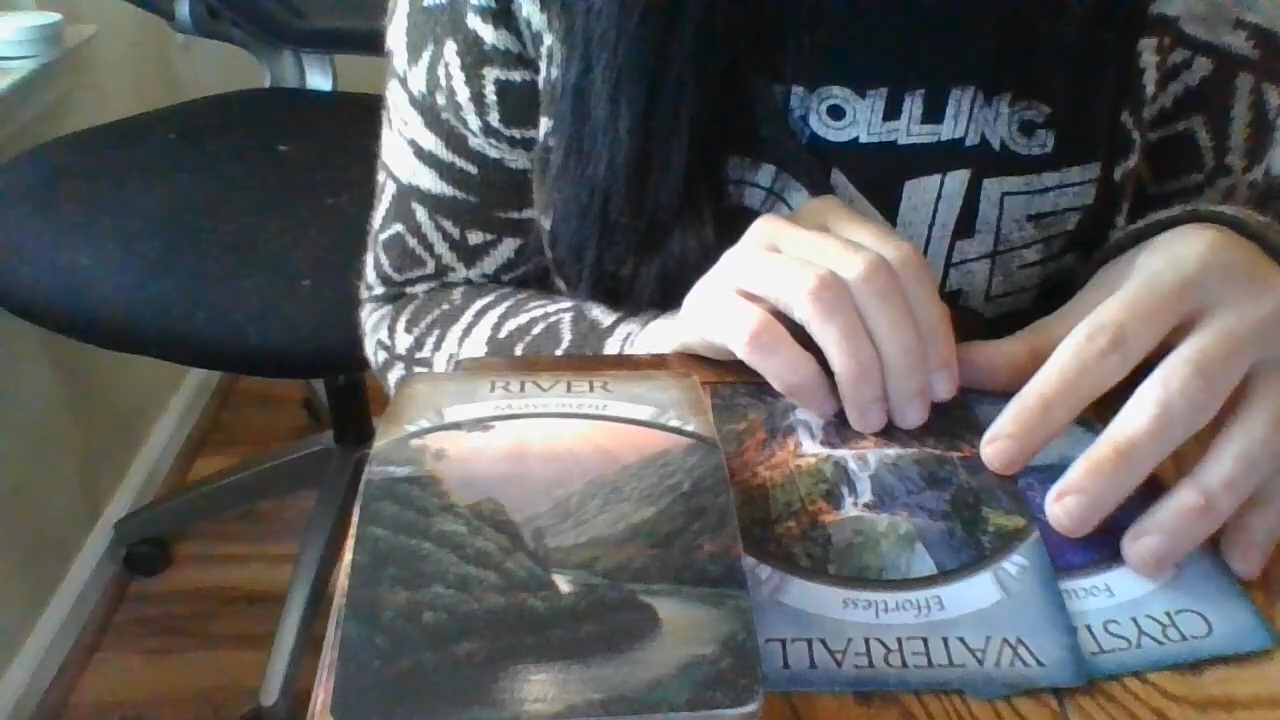 ROLLING
RIVER
Movement
Effortless
WATERFALL
Focu
CRYST